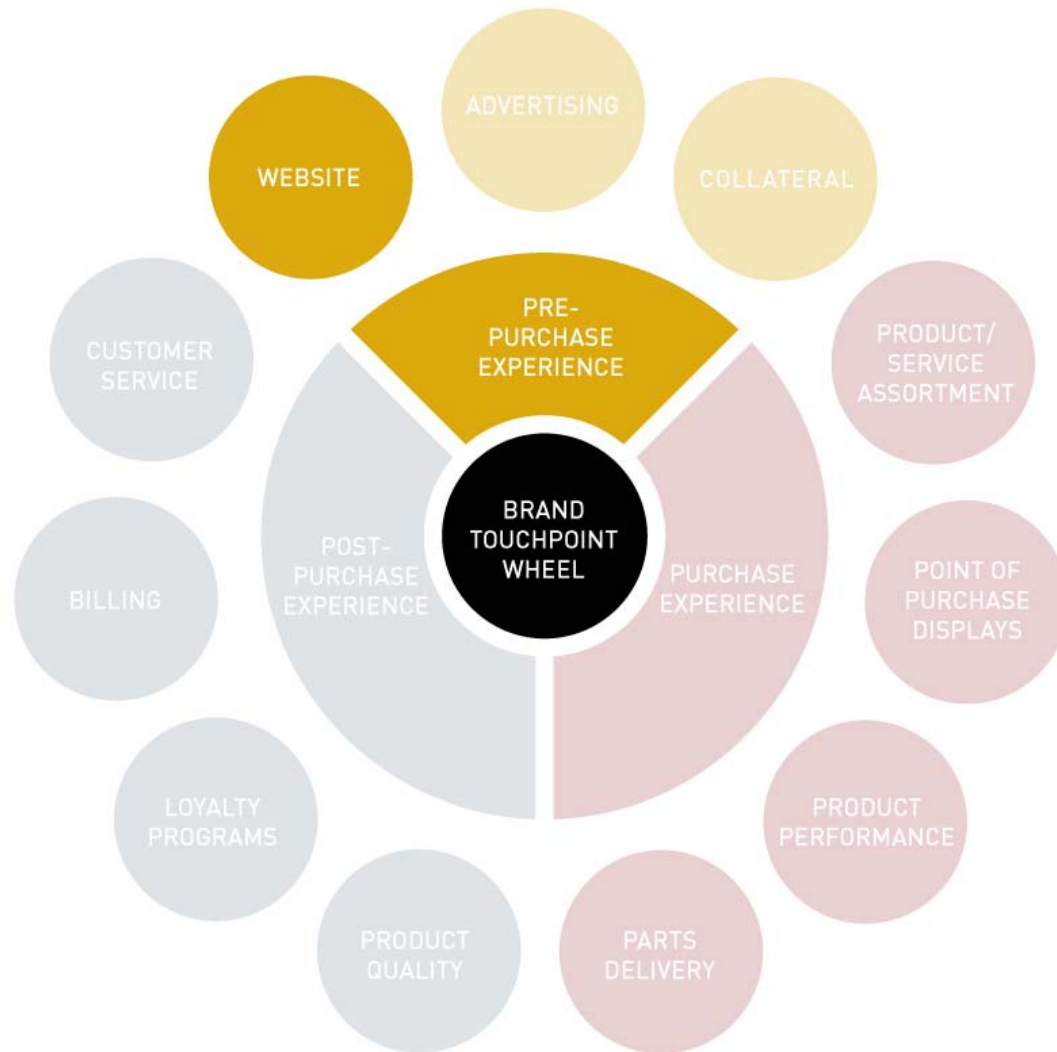 ADVERTISING
WEBSITE
COLLATERAL
PRE-
PURCHASE
EXPERIENCE
CUSTOMER
SERVICE
PRODUCT/
SERVICE
ASSORTMENT
BRAND
TOUCHPOINT
WHEEL
POST-
PURCHASE
EXPERIENCE
PURCHASE
EXPERIENCE
BILLING
POINT OF
PURCHASE
DISPLAYS
LOYALTY
PROGRAMS
PRODUCT
PERFORMANCE
PRODUCT
QUALITY
PARTS
DELIVERY